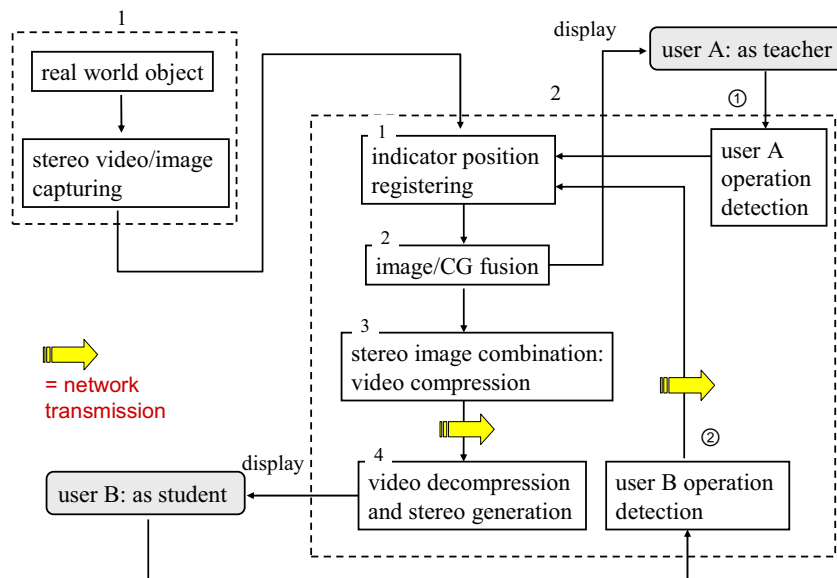 1
real world object
stereo video/image
capturing
display
user A: as teacher
①
2
1
indicator position
registering
user A
operation
detection
2
image/CG fusion
3
stereo image combination:
video compression
= network
transmission
②
4
video decompression
and stereo generation
user B operation
detection
display
user B: as student